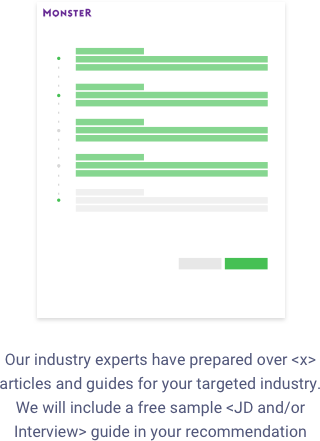 MONSTER
Our industry experts have prepared over <x>
articles and guides for your targeted industry.
We will include a free sample <JD and/or
Interview> guide in your recommendation